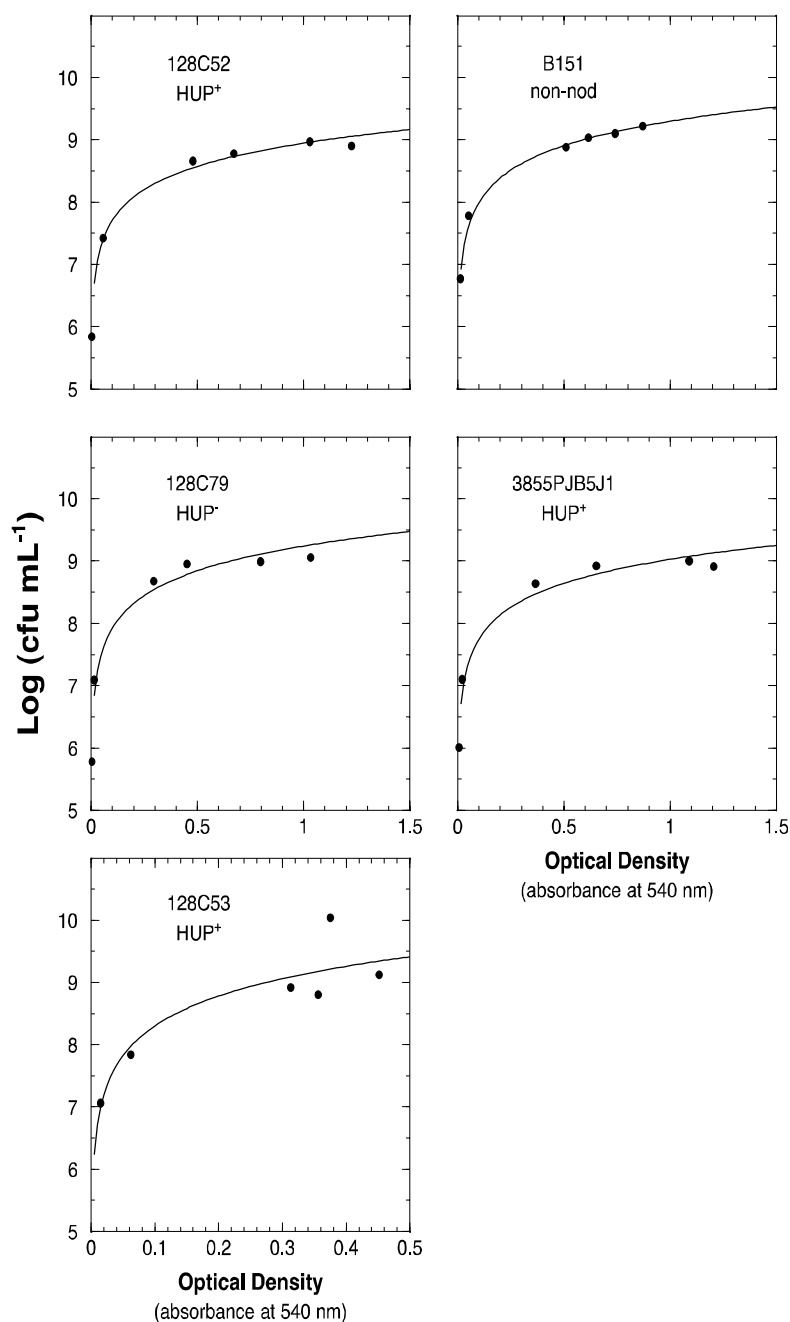 128C52
HUP⁺
10
9
8
7
6
5
B151
non-nod
Log (cfu mL⁻¹)
128C79
HUP⁻
10
9
8
7
6
5
0
0.5
1
1.5
3855PJB5J1
HUP⁺
0
0.5
1
1.5
Optical Density
(absorbance at 540 nm)
128C53
HUP⁺
10
9
8
7
6
5
0
0.1
0.2
0.3
0.4
0.5
Optical Density
(absorbance at 540 nm)